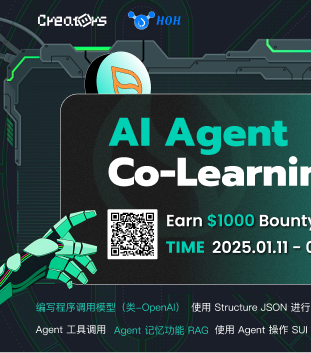 Creators HOH
AI Agent
Co-Learnin
Earn $1000 Bounty
TIME 2025.01.11 - 0
编写程序调用模型（类-OpenAI） 使用 Structure JSON 进行
Agent 工具调用 Agent 记忆功能 RAG 使用 Agent 操作 SUI